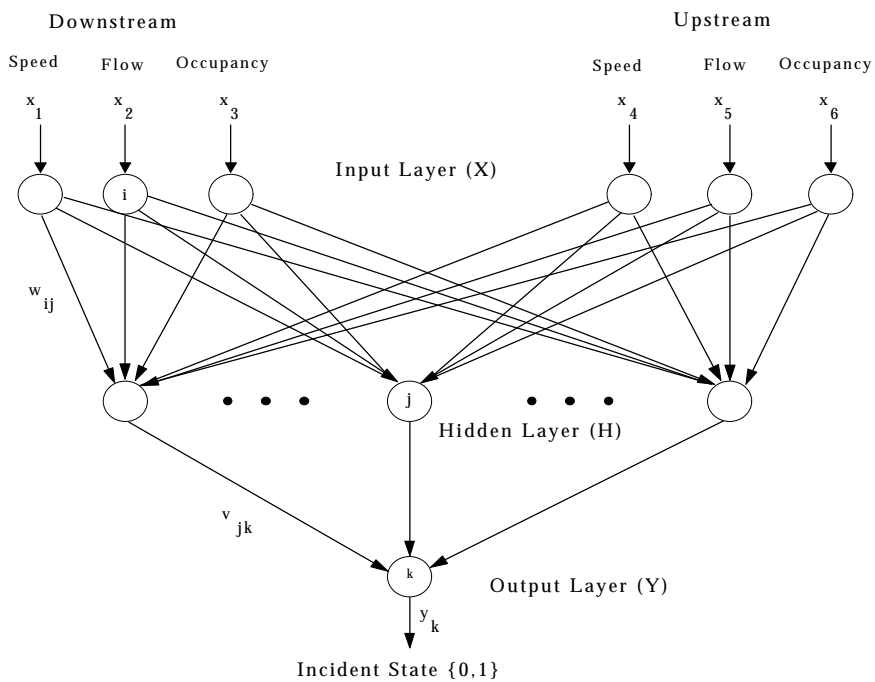 Downstream
Upstream
Speed Flow Occupancy
Speed Flow Occupancy
x1 x2 x3
x4 x5 x6
Input Layer (X)
i
wij
j
Hidden Layer (H)
vjk
k
Output Layer (Y)
yk
Incident State {0,1}